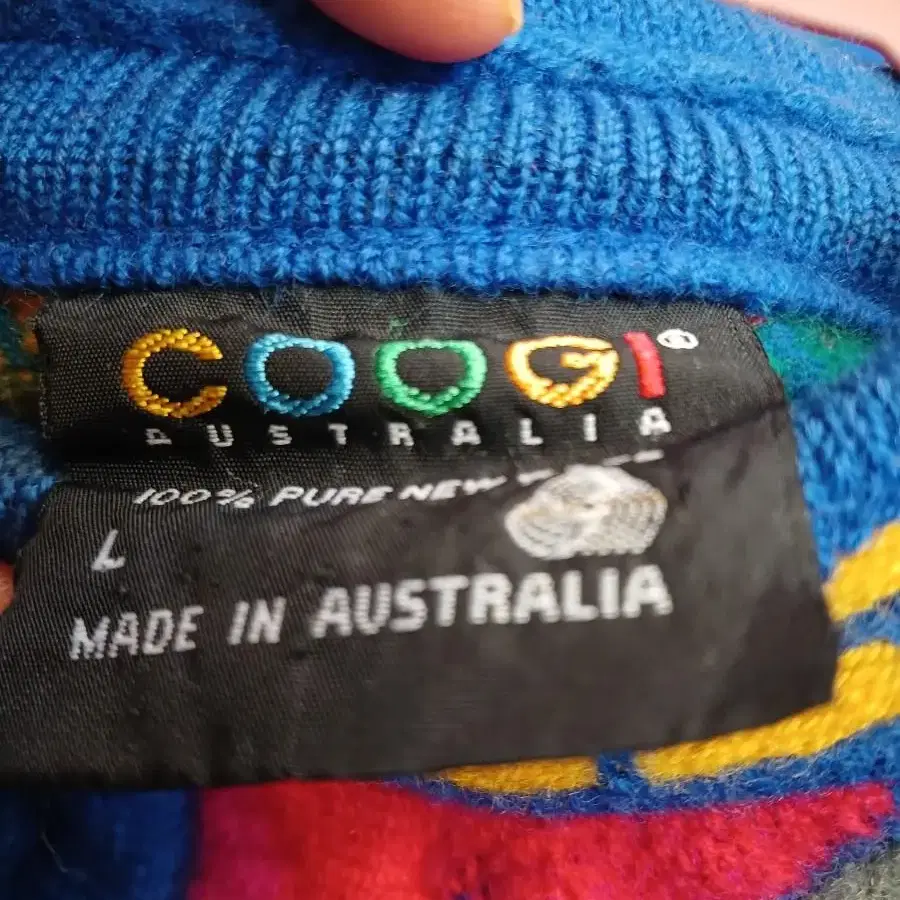 COOGI®
AUSTRALIA
100% PURE NEW
L
MADE IN AUSTRALIA